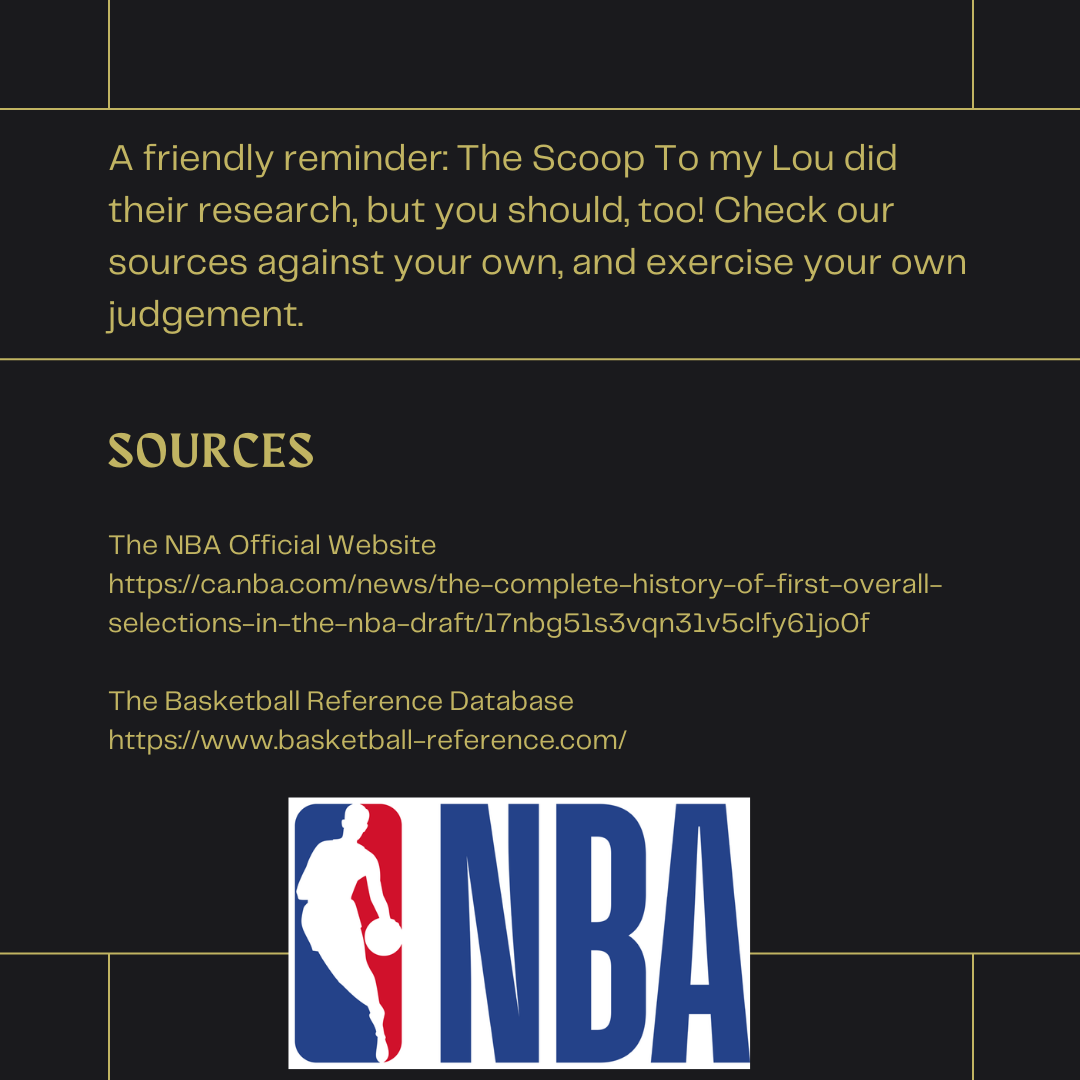 A friendly reminder: The Scoop To my Lou did
their research, but you should, too! Check our
sources against your own, and exercise your own
judgement.
SOURCES
The NBA Official Website
https://ca.nba.com/news/the-complete-history-of-first-overall-
selections-in-the-nba-draft/17nbg51s3vqn31v5clfy61jo0f
The Basketball Reference Database
https://www.basketball-reference.com/
NBA